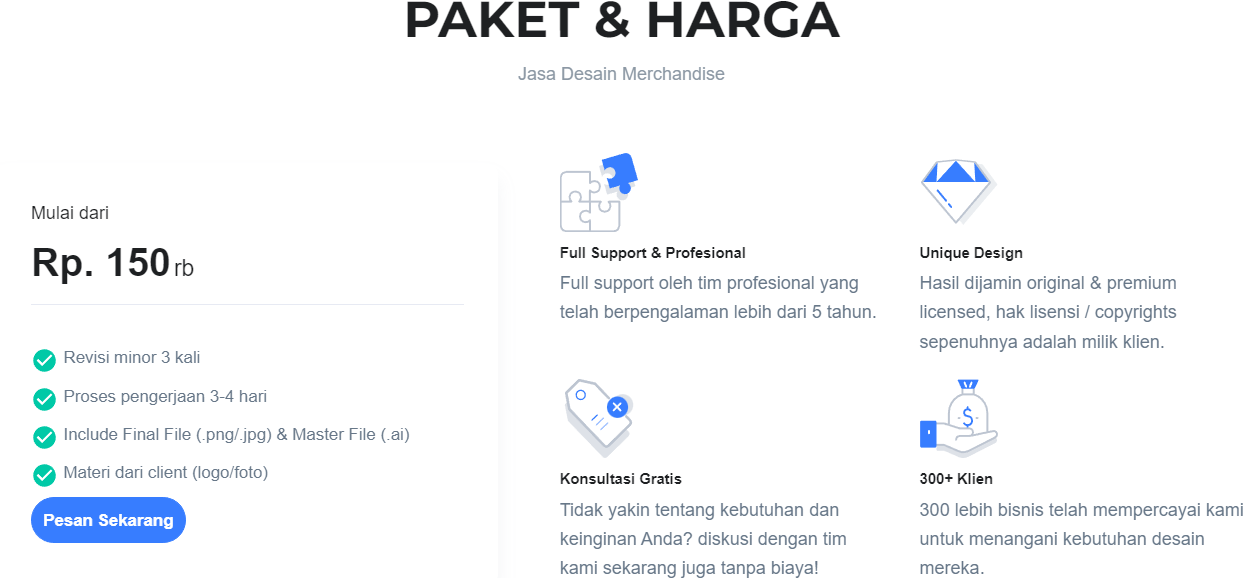 PAKET & HARGA
Jasa Desain Merchandise
Mulai dari
Rp. 150 rb
Revisi minor 3 kali
Proses pengerjaan 3-4 hari
Include Final File (.png/.jpg) & Master File (.ai)
Materi dari client (logo/foto)
Pesan Sekarang
Full Support & Profesional
Full support oleh tim profesional yang
telah berpengalaman lebih dari 5 tahun.
Unique Design
Hasil dijamin original & premium
licensed, hak lisensi / copyrights
sepenuhnya adalah milik klien.
Konsultasi Gratis
Tidak yakin tentang kebutuhan dan
keinginan Anda? diskusi dengan tim
kami sekarang juga tanpa biaya!
$
300+ Klien
300 lebih bisnis telah mempercayai kami
untuk menangani kebutuhan desain
mereka.